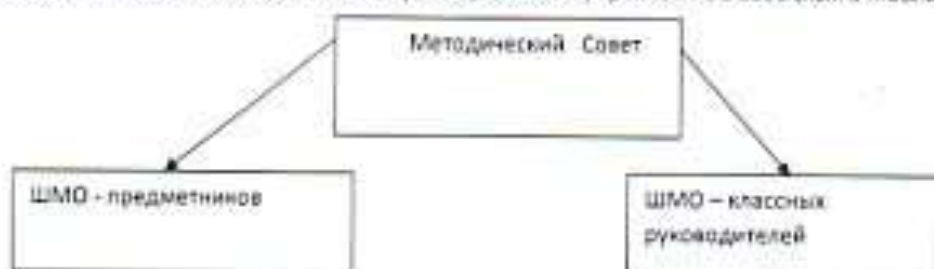 Методический Совет
ШМО - предметников
ШМО – классных
руководителей